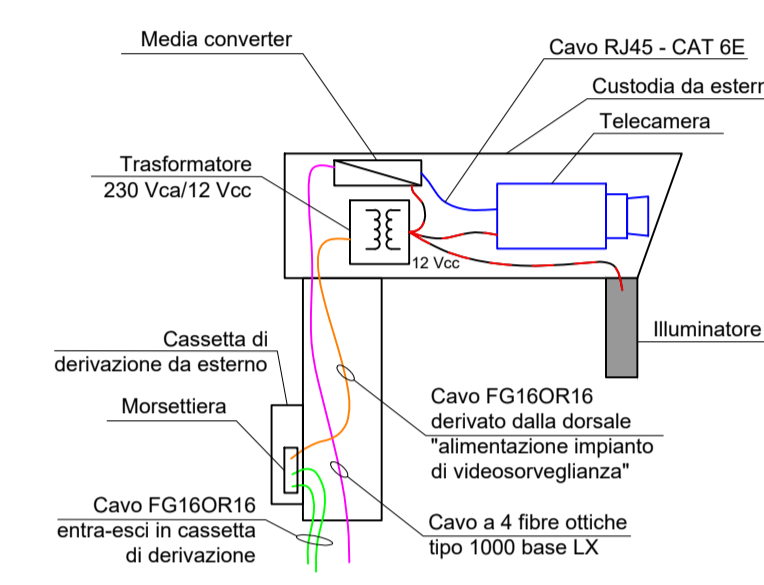 Media converter
Cavo RJ45 - CAT 6E
Custodia da estern
Telecamera
Trasformatore
230 Vca/12 Vcc
12 Vcc
Illuminatore
Cassetta di
derivazione da esterno
Morsettiera
Cavo FG16OR16
derivato dalla dorsale
"alimentazione impianto
di videosorveglianza"
Cavo FG16OR16
entra-esci in cassetta
di derivazione
Cavo a 4 fibre ottiche
tipo 1000 base LX